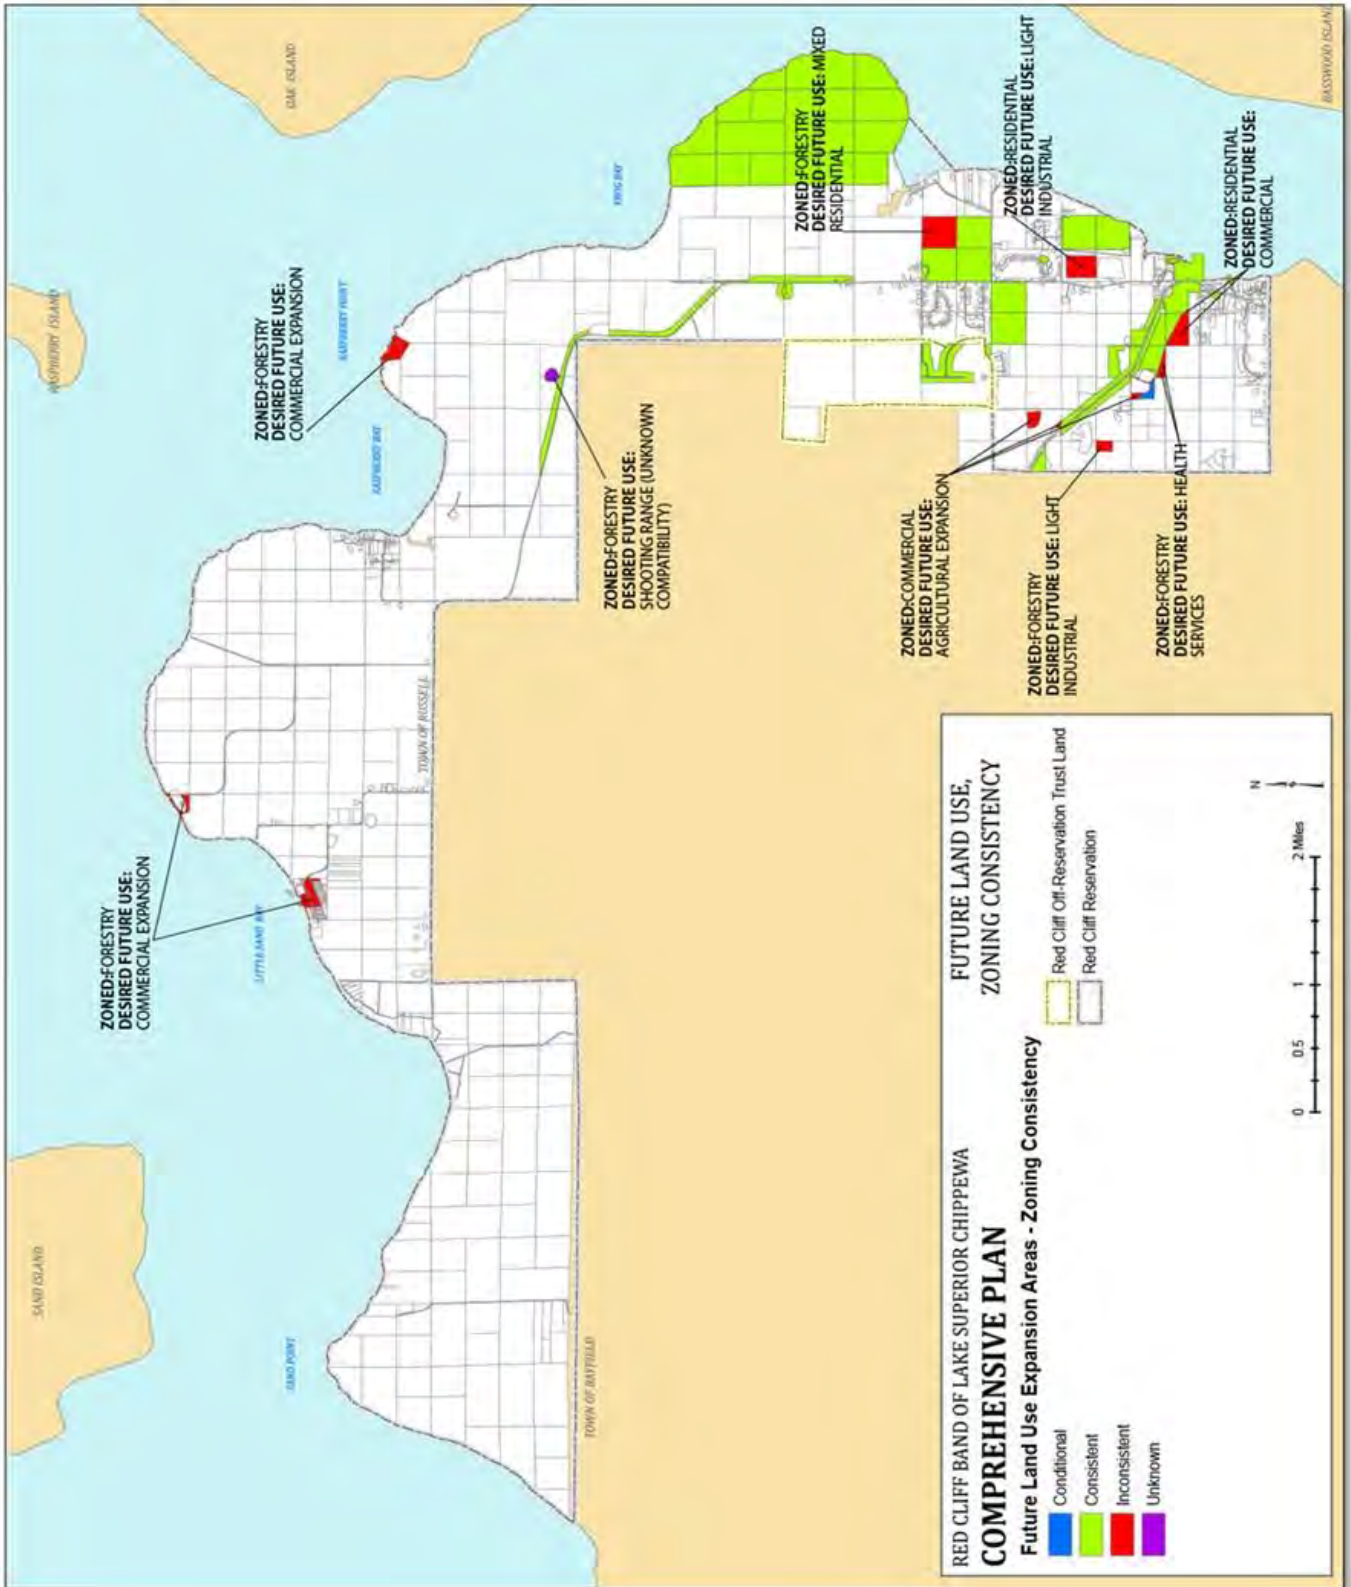 RED CLIFF BAND OF LAKE SUPERIOR CHIPPEWA
COMPREHENSIVE PLAN
FUTURE LAND USE,
ZONING CONSISTENCY
Future Land Use Expansion Areas - Zoning Consistency
Conditional
Consistent
Inconsistent
Unknown
Red Cliff Off-Reservation Trust Land
Red Cliff Reservation
0
0.5
1
2 Miles
N
SAND ISLAND
SAND POINT
TOWN OF BAYFIELD
LITTLE SAND BAY
TOWN OF RUSSELL
ZONED:FORESTRY
DESIRED FUTURE USE:
COMMERCIAL EXPANSION
RASPBERRY ISLAND
RASPBERRY POINT
RASPBERRY BAY
ZONED:FORESTRY
DESIRED FUTURE USE:
COMMERCIAL EXPANSION
OAK ISLAND
ZONED:FORESTRY
DESIRED FUTURE USE:
SHOOTING RANGE (UNKNOWN
COMPATIBILITY)
ZONED:FORESTRY
DESIRED FUTURE USE: MIXED
RESIDENTIAL
ZONED:RESIDENTIAL
DESIRED FUTURE USE: LIGHT
INDUSTRIAL
ZONED:COMMERCIAL
DESIRED FUTURE USE:
AGRICULTURAL EXPANSION
ZONED:FORESTRY
DESIRED FUTURE USE: LIGHT
INDUSTRIAL
ZONED:FORESTRY
DESIRED FUTURE USE: HEALTH
SERVICES
ZONED:RESIDENTIAL
DESIRED FUTURE USE:
COMMERCIAL
BASSWOOD ISLAND